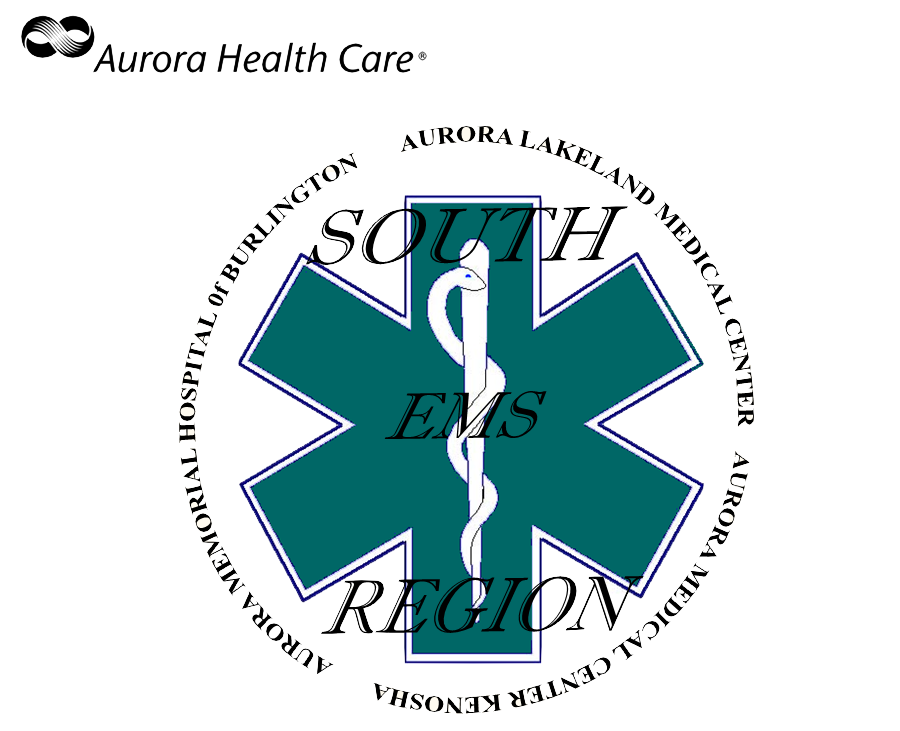 Aurora Health Care®
AURORA LAKELAND MEDICAL CENTER
AURORA MEDICAL CENTER KENOSHA
AURORA MEMORIAL HOSPITAL 0f BURLINGTON
SOUTH
EMS
REGION